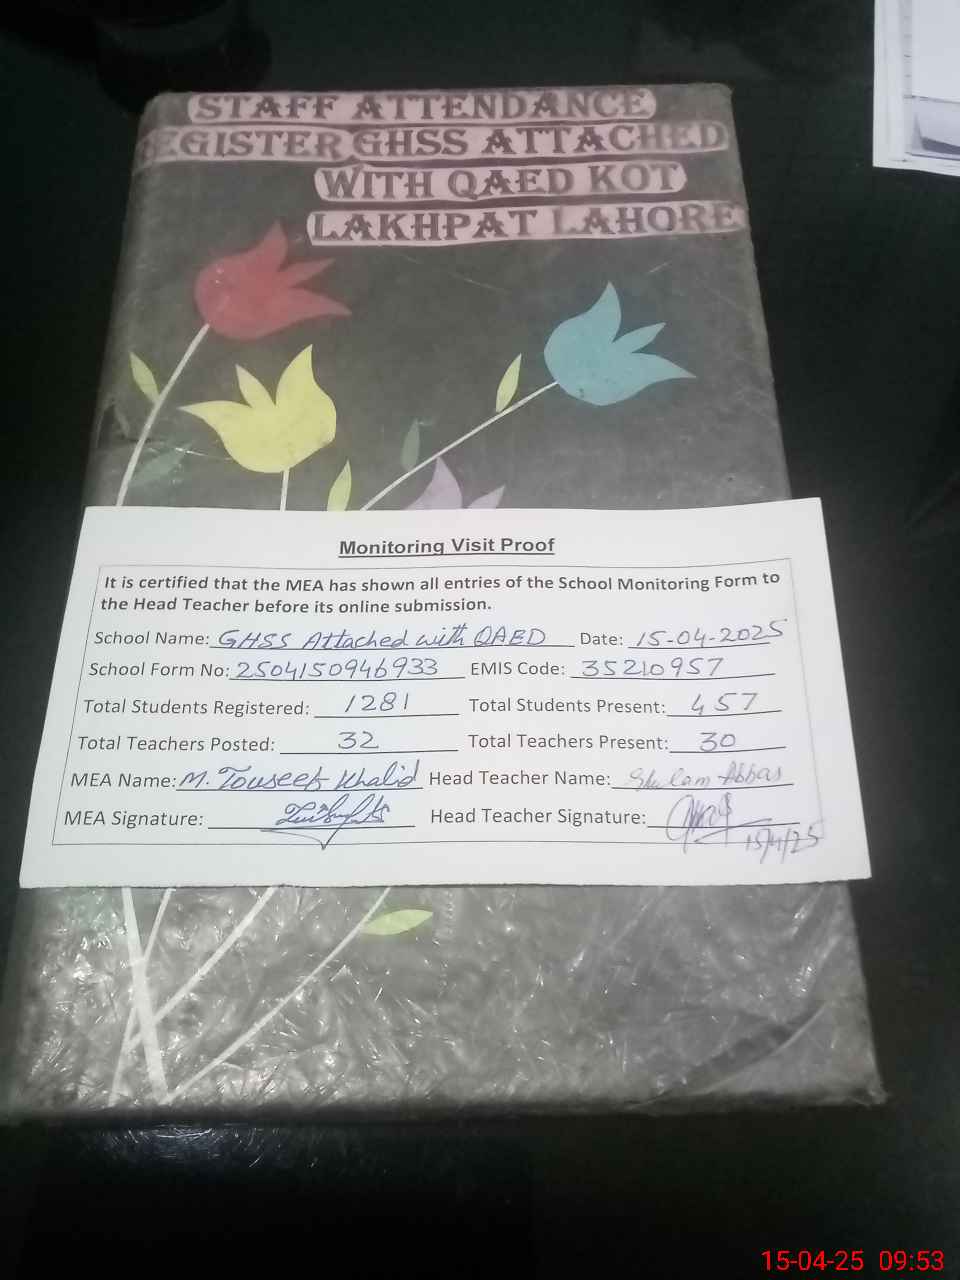 STAFF ATTENDANCE
REGISTER GHSS ATTACHED
WITH QAED KOT
LAKHPAT LAHORE
Monitoring Visit Proof
It is certified that the MEA has shown all entries of the School Monitoring Form to
the Head Teacher before its online submission.
School Name: GHSS Attached with QAED Date: 15-04-2025
School Form No: 2504150946933 EMIS Code: 35210957
Total Students Registered: 1281 Total Students Present: 457
Total Teachers Posted: 32 Total Teachers Present: 30
MEA Name: M. Touseef Khalid Head Teacher Name: Ghulam Abbas
MEA Signature: Head Teacher Signature:
15/4/25
15-04-25 09:53